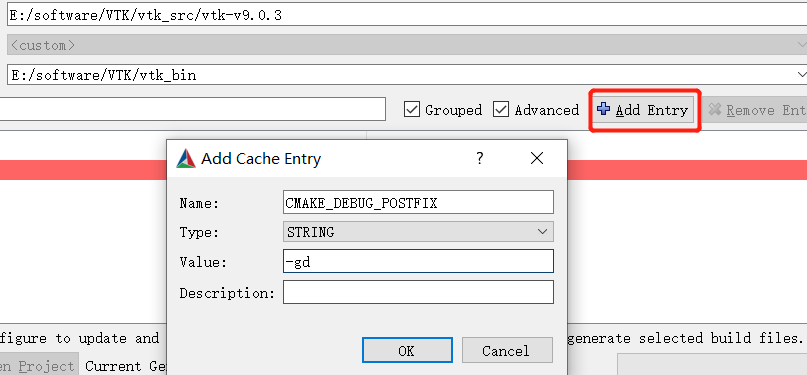 E:/software/VTK/vtk_src/vtk-v9.0.3
<custom>
E:/software/VTK/vtk_bin
Grouped Advanced Add Entry Remove Ent
Add Cache Entry ?
Name: CMAKE_DEBUG_POSTFIX
Type: STRING
Value: -gd
Description:
figure to update and
generate selected build files.
OK Cancel
en Project Current Ge